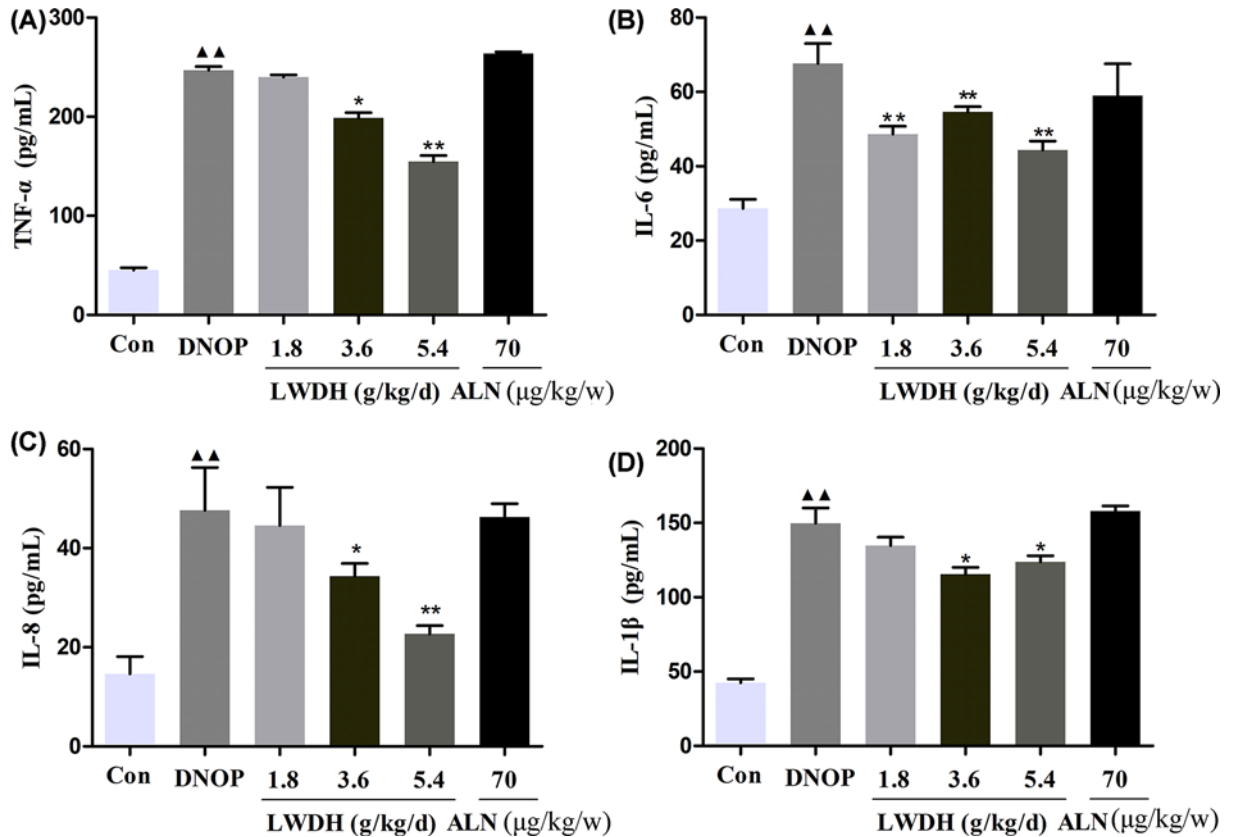 (A)
TNF-α (pg/mL)
300
200
100
0
▲▲
*
**
Con DNOP 1.8 3.6 5.4 70
LWDH (g/kg/d) ALN (μg/kg/w)
(B)
IL-6 (pg/mL)
80
60
40
20
0
▲▲
**
**
**
Con DNOP 1.8 3.6 5.4 70
LWDH (g/kg/d) ALN (μg/kg/w)
(C)
IL-8 (pg/mL)
60
40
20
0
▲▲
*
**
Con DNOP 1.8 3.6 5.4 70
LWDH (g/kg/d) ALN (μg/kg/w)
(D)
IL-1β (pg/mL)
200
150
100
50
0
▲▲
*
*
Con DNOP 1.8 3.6 5.4 70
LWDH (g/kg/d) ALN (μg/kg/w)